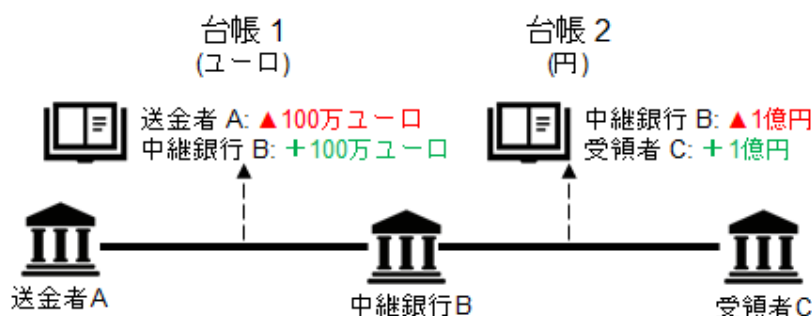 台帳 1
(ユーロ)
台帳 2
(円)
送金者 A: ▲100万ユーロ
中継銀行 B: ＋100万ユーロ
中継銀行 B: ▲1億円
受領者 C: ＋1億円
送金者A
中継銀行B
受領者C